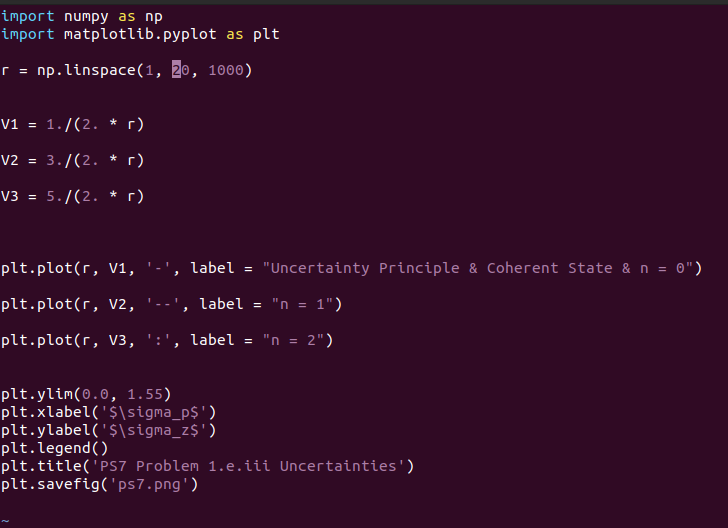 import numpy as np
import matplotlib.pyplot as plt
r = np.linspace(1, 20, 1000)
V1 = 1./(2. * r)
V2 = 3./(2. * r)
V3 = 5./(2. * r)
plt.plot(r, V1, '-', label = "Uncertainty Principle & Coherent State & n = 0")
plt.plot(r, V2, '--', label = "n = 1")
plt.plot(r, V3, ':', label = "n = 2")
plt.ylim(0.0, 1.55)
plt.xlabel('$\sigma_p$')
plt.ylabel('$\sigma_z$')
plt.legend()
plt.title('PS7 Problem 1.e.iii Uncertainties')
plt.savefig('ps7.png')
~